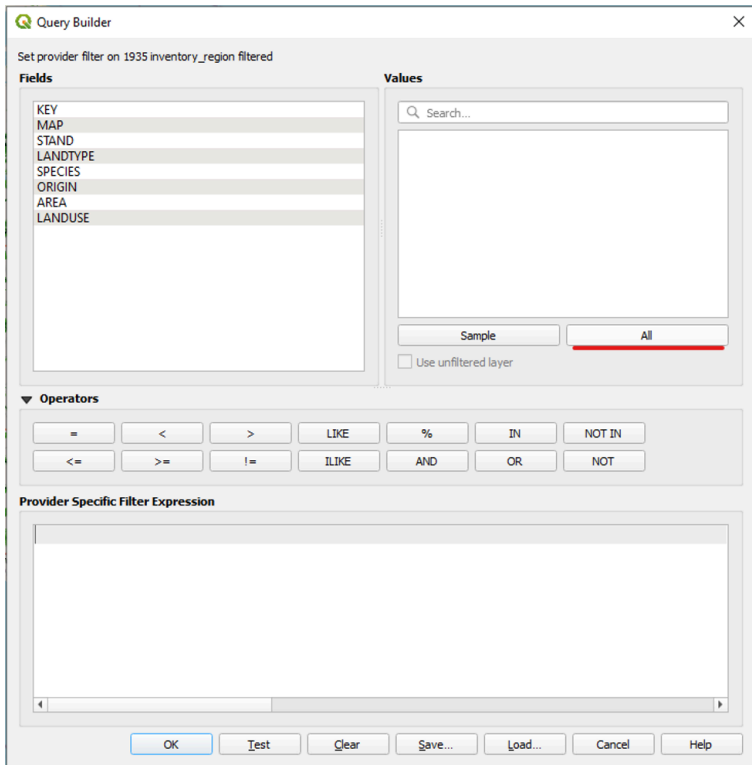 Query Builder
Set provider filter on 1935 inventory_region filtered
Fields
Values
KEY
MAP
STAND
LANDTYPE
SPECIES
ORIGIN
AREA
LANDUSE
Search...
Sample
All
Use unfiltered layer
Operators
= < > LIKE % IN NOT IN
<= >= != ILIKE AND OR NOT
Provider Specific Filter Expression
OK Test Clear Save... Load... Cancel Help